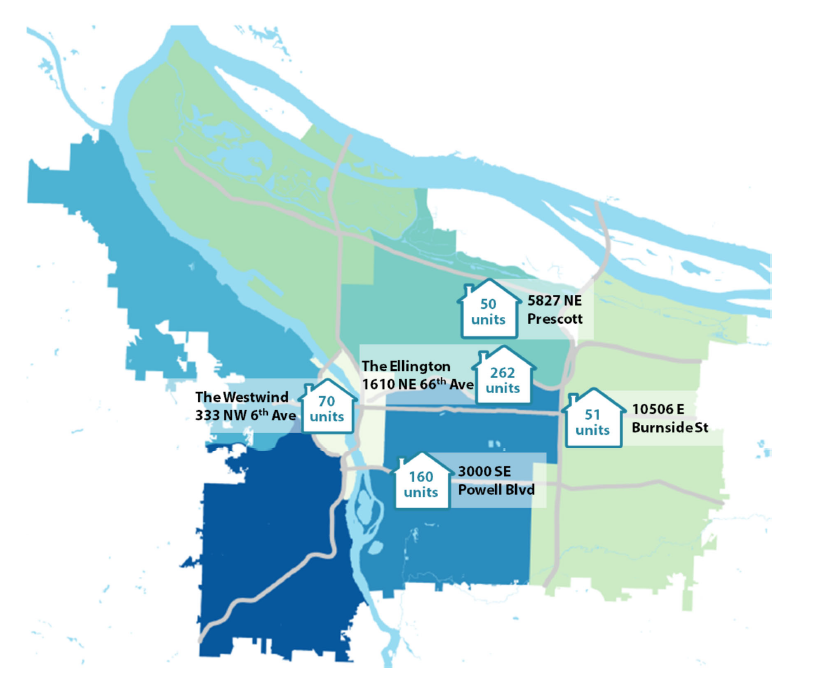 50
units
5827 NE
Prescott
The Ellington
1610 NE 66th Ave
262
units
The Westwind
333 NW 6th Ave
70
units
51
units
10506 E
Burnside St
160
units
3000 SE
Powell Blvd